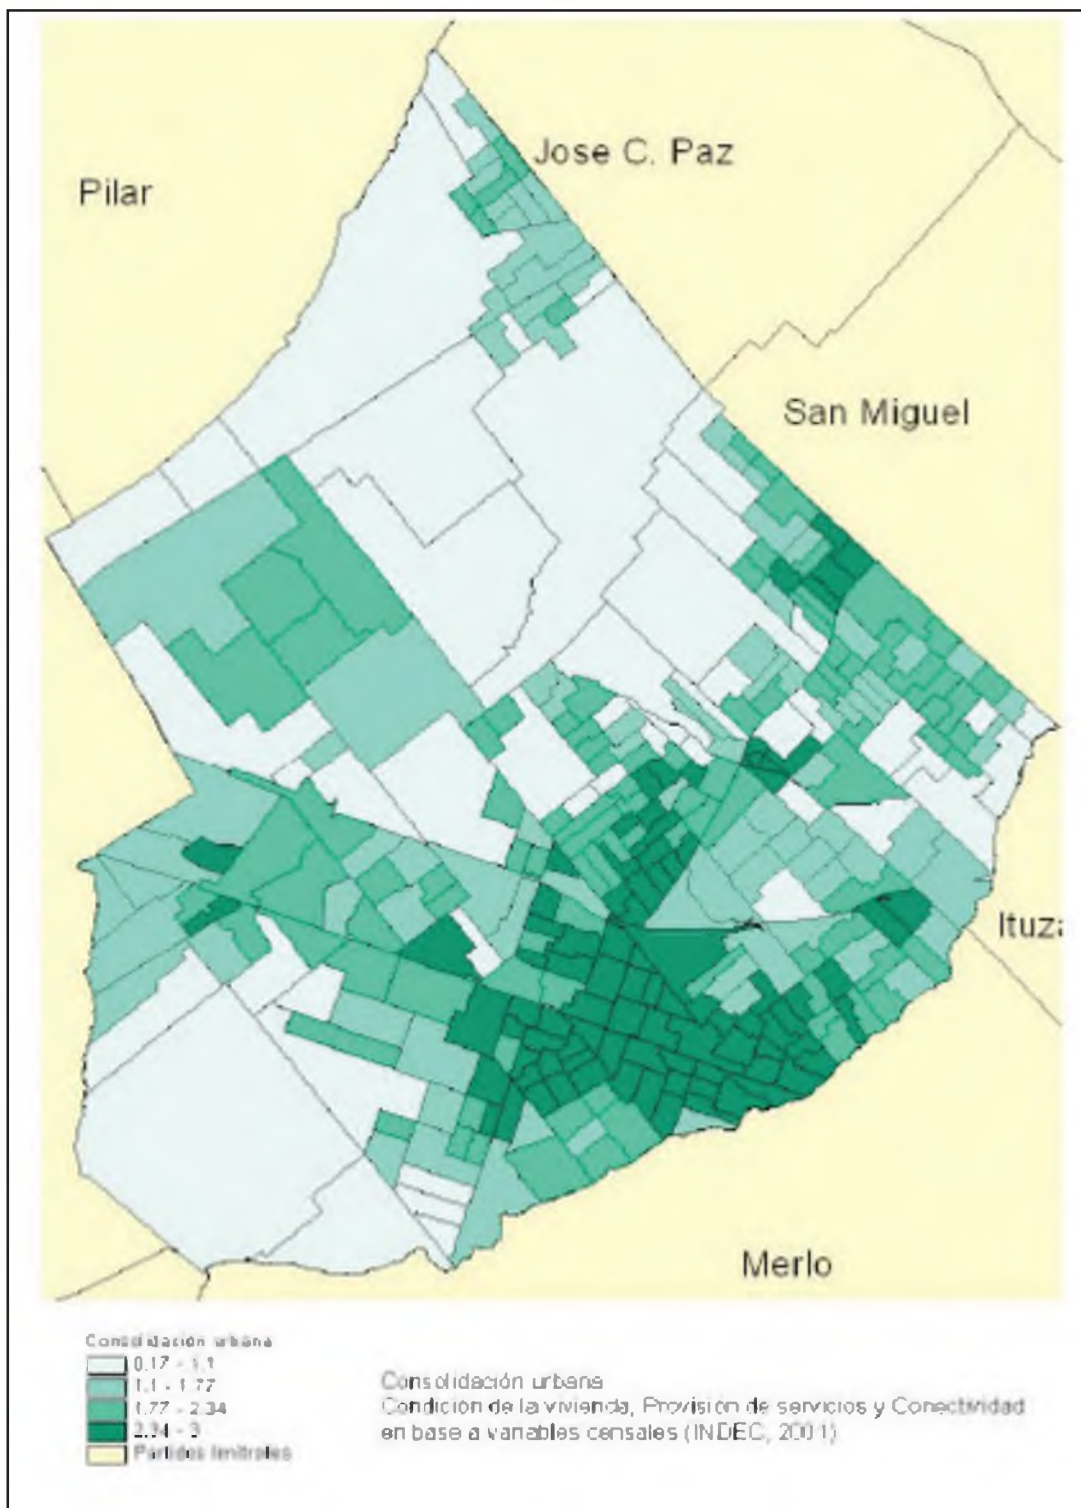 Pilar
Jose C. Paz
San Miguel
Ituza
Merlo
Consolidación urbana
0.17 - 1.1
1.1 - 1.77
1.77 - 2.34
2.34 - 3
Partidos limítrofes
Consolidación urbana
Condición de la vivienda, Provisión de servicios y Conectividad
en base a variables censales (INDEC, 2001)